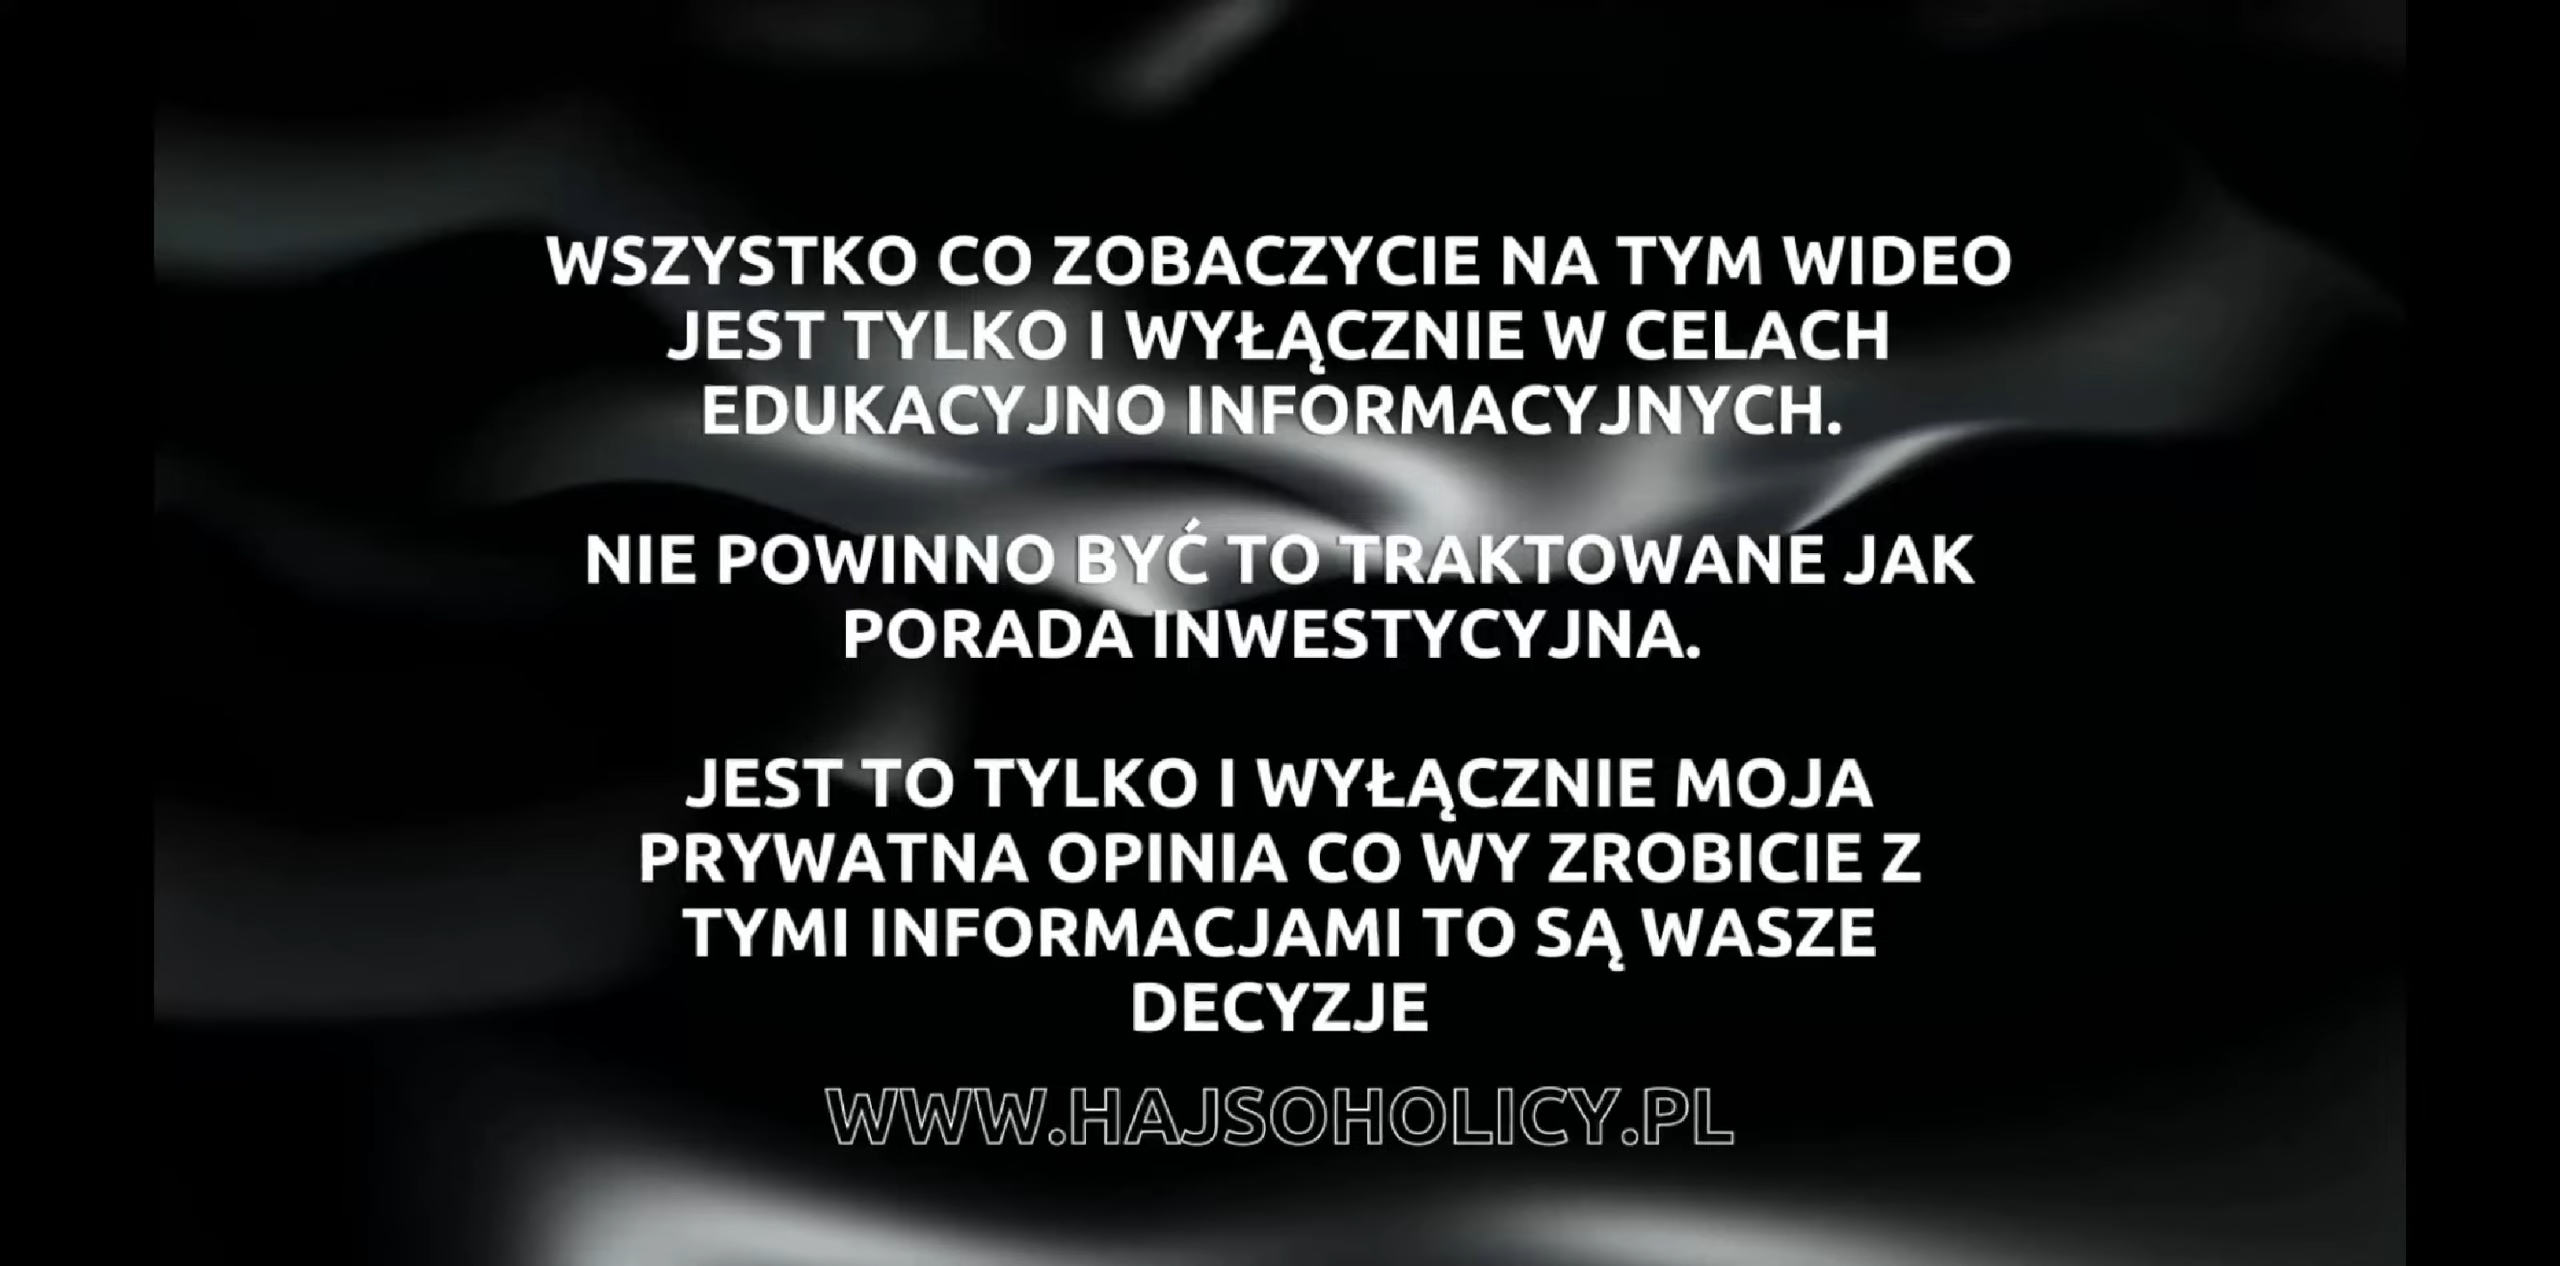 WSZYSTKO CO ZOBACZYCIE NA TYM WIDEO
JEST TYLKO I WYŁĄCZNIE W CELACH
EDUKACYJNO INFORMACYJNYCH.
NIE POWINNO BYĆ TO TRAKTOWANE JAK
PORADA INWESTYCYJNA.
JEST TO TYLKO I WYŁĄCZNIE MOJA
PRYWATNA OPINIA CO WY ZROBICIE Z
TYMI INFORMACJAMI TO SĄ WASZE
DECYZJE
WWW.HAJSOHOLICY.PL